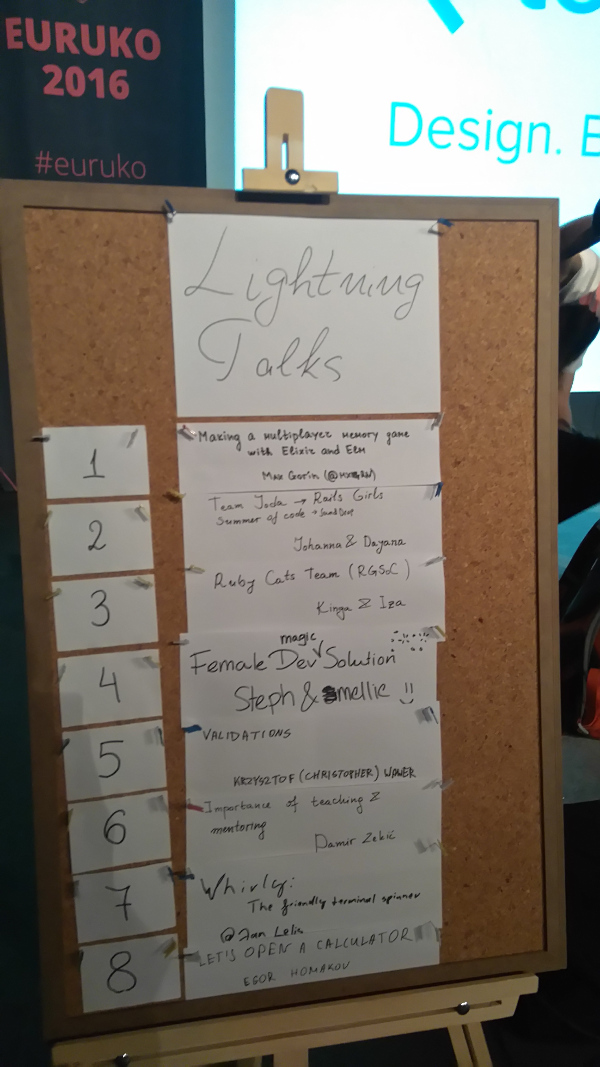 EURUKO
2016
#euruko
Design.
Lightning
Talks
1
Making a multiplayer memory game
with Elixir and Elm
Max Gorin
2
Team Joda → Rails Girls
Summer of code →
Johanna & Dayana
3
Ruby Cats Team (RGSoC)
Kinga & Iza
4
magic
Female Dev Solution
Steph & mellie !!
5
VALIDATIONS
KRZYSZTOF (CHRISTOPHER) WAWER
6
Importance of teaching &
mentoring
Damir Zekić
7
Whirly:
The friendly terminal spinner
@Jan Lelis
8
LET'S OPEN A CALCULATOR
EGOR HOMAKOV